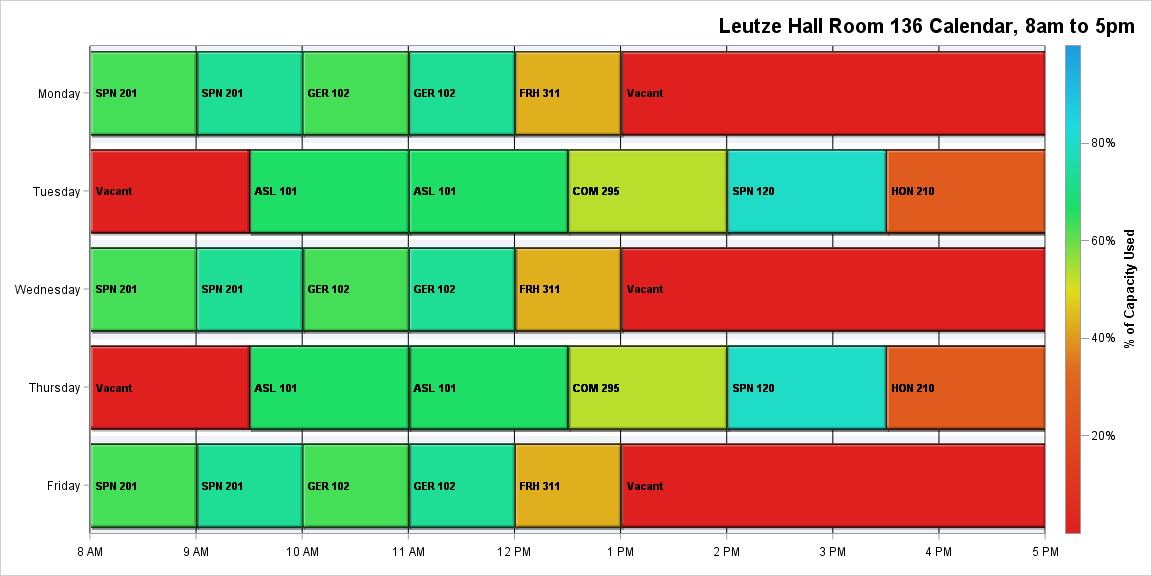 Leutze Hall Room 136 Calendar, 8am to 5pm
Monday
SPN 201
SPN 201
GER 102
GER 102
FRH 311
Vacant
Tuesday
Vacant
ASL 101
ASL 101
COM 295
SPN 120
HON 210
Wednesday
SPN 201
SPN 201
GER 102
GER 102
FRH 311
Vacant
Thursday
Vacant
ASL 101
ASL 101
COM 295
SPN 120
HON 210
Friday
SPN 201
SPN 201
GER 102
GER 102
FRH 311
Vacant
8 AM
9 AM
10 AM
11 AM
12 PM
1 PM
2 PM
3 PM
4 PM
5 PM
80%
60%
40%
20%
% of Capacity Used